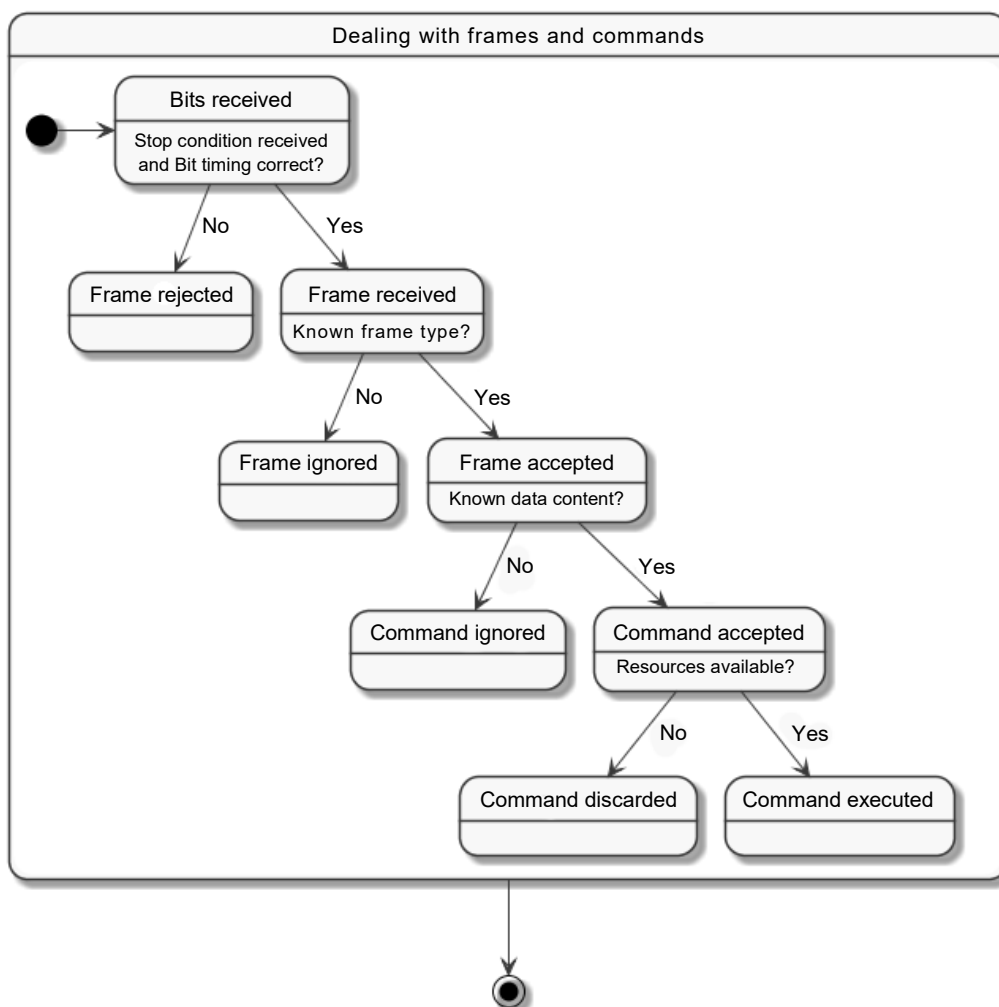 Dealing with frames and commands
Bits received
Stop condition received
and Bit timing correct?
No
Yes
Frame rejected
Frame received
Known frame type?
No
Yes
Frame ignored
Frame accepted
Known data content?
No
Yes
Command ignored
Command accepted
Resources available?
No
Yes
Command discarded
Command executed